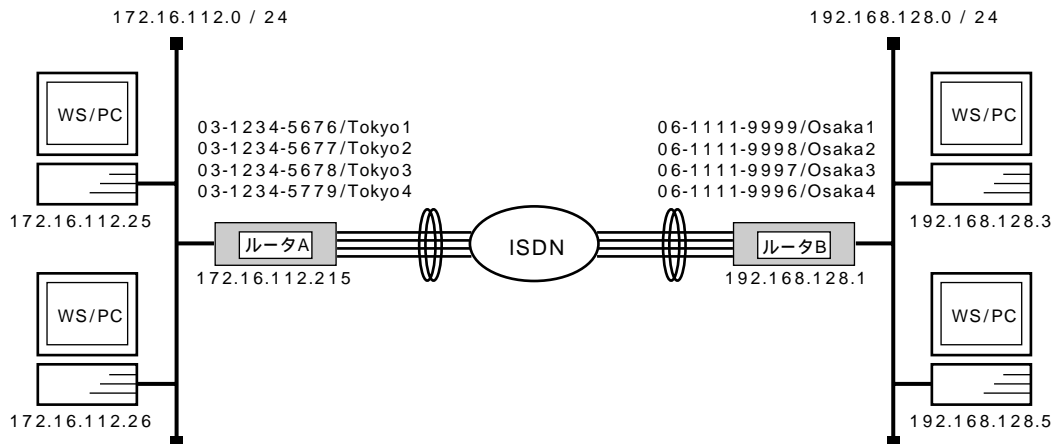 172.16.112.0 / 24
192.168.128.0 / 24
WS/PC
WS/PC
03-1234-5676/Tokyo1
03-1234-5677/Tokyo2
03-1234-5678/Tokyo3
03-1234-5779/Tokyo4
06-1111-9999/Osaka1
06-1111-9998/Osaka2
06-1111-9997/Osaka3
06-1111-9996/Osaka4
172.16.112.25
192.168.128.3
ルータA
ISDN
ルータB
172.16.112.215
192.168.128.1
WS/PC
WS/PC
172.16.112.26
192.168.128.5